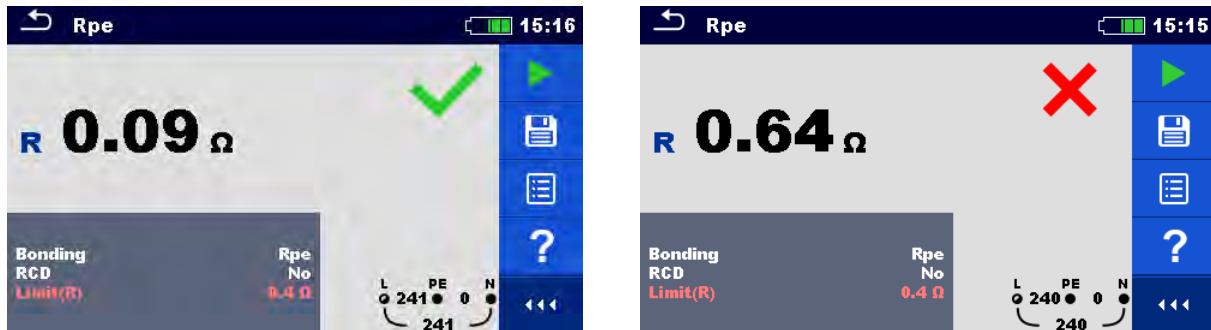 Rpe 15:16
R 0.09 Ω
Bonding Rpe
RCD No
Limit(R) 0.4 Ω
L PE N
241 0
241
?
Rpe 15:15
R 0.64 Ω
Bonding Rpe
RCD No
Limit(R) 0.4 Ω
L PE N
240 0
240
?